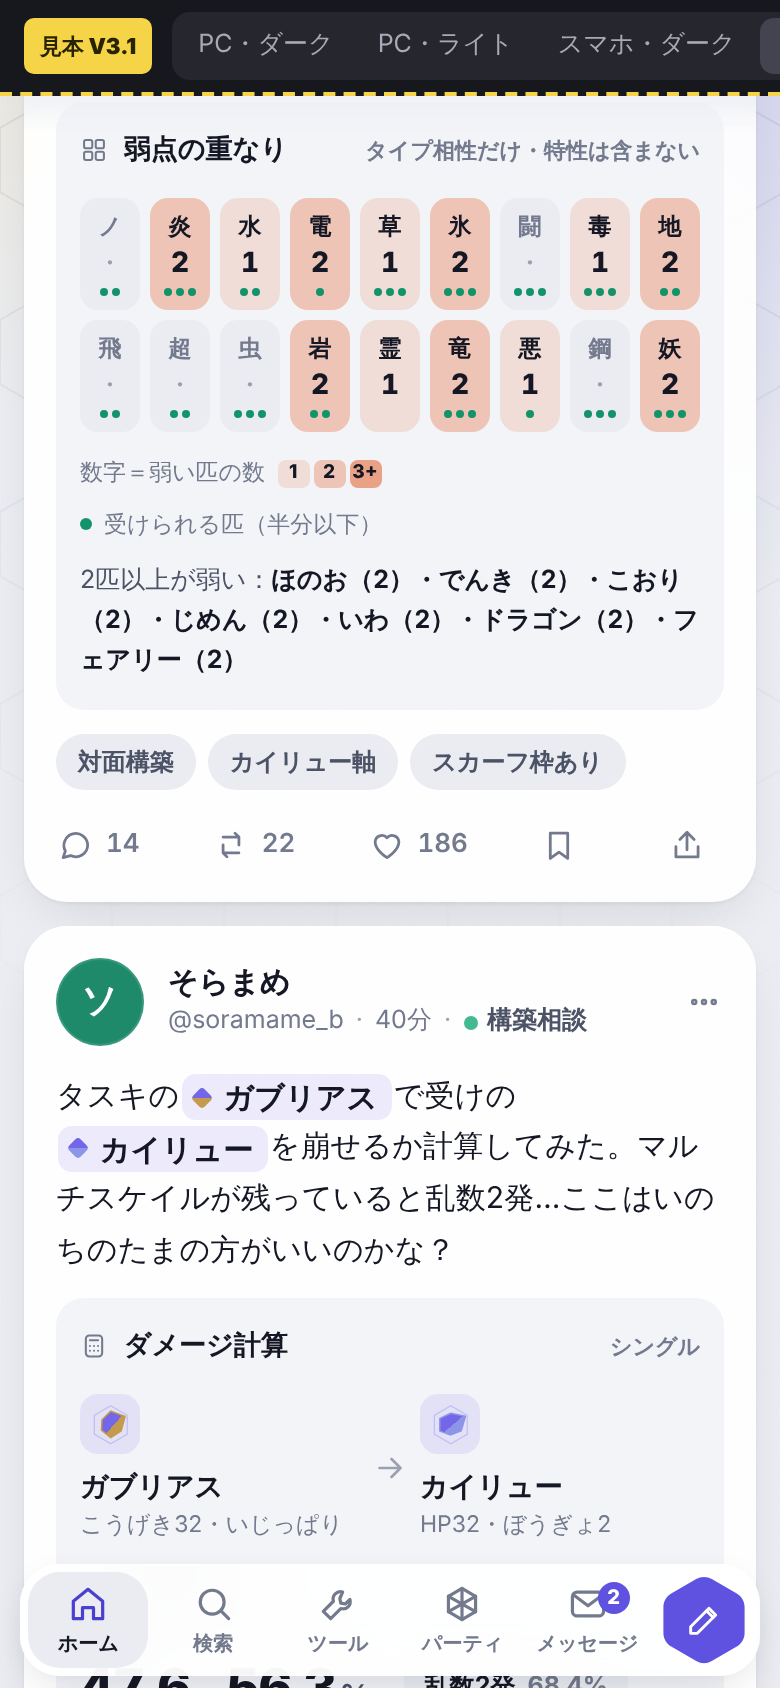 見本 V3.1
PC・ダーク
PC・ライト
スマホ・ダーク
弱点の重なり
タイプ相性だけ・特性は含まない
ノ 炎 水 電 草 氷 闘 毒 地
· 2 1 2 1 2 · 1 2
飛 超 虫 岩 霊 竜 悪 鋼 妖
· · · 2 1 2 1 · 2
数字＝弱い匹の数 1 2 3+
受けられる匹（半分以下）
2匹以上が弱い：ほのお（2）・でんき（2）・こおり
（2）・じめん（2）・いわ（2）・ドラゴン（2）・フ
ェアリー（2）
対面構築
カイリュー軸
スカーフ枠あり
14 22 186
ソ
そらまめ
@soramame_b · 40分 · 構築相談
タスキのガブリアスで受けの
カイリューを崩せるか計算してみた。マル
チスケイルが残っていると乱数2発…ここはいの
ちのたまの方がいいのかな？
ダメージ計算
シングル
ガブリアス
こうげき32・いじっぱり
カイリュー
HP32・ぼうぎょ2
ホーム
検索
ツール
パーティ
2
メッセージ
乱数2発 68.4%